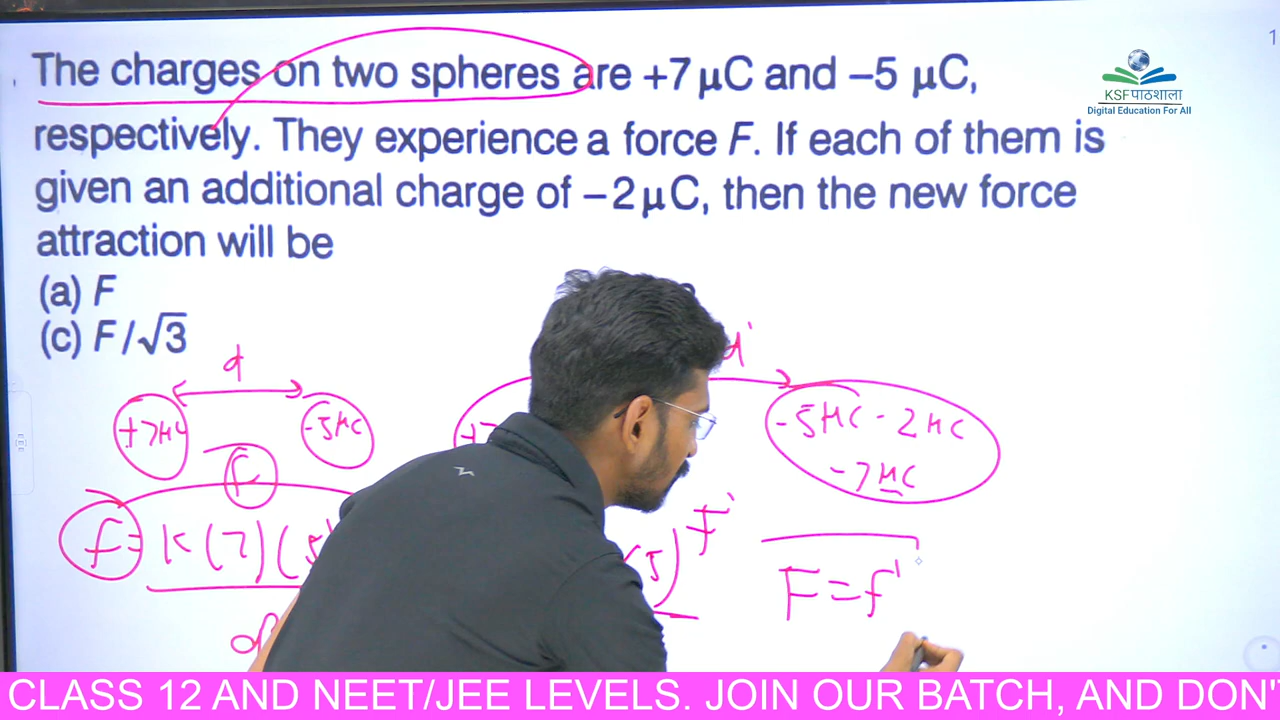 The charges on two spheres are +7 μC and –5 μC,
respectively. They experience a force F. If each of them is
given an additional charge of –2 μC, then the new force
attraction will be
(a) F
(c) F/√3
1
KSFपाठशाला
Digital Education For All
d
d'
+7μC
-5μC
+7
-5μC - 2μC
-7μC
F
F'
f = K(7)(5
5)
F = f'
CLASS 12 AND NEET/JEE LEVELS. JOIN OUR BATCH, AND DON'T